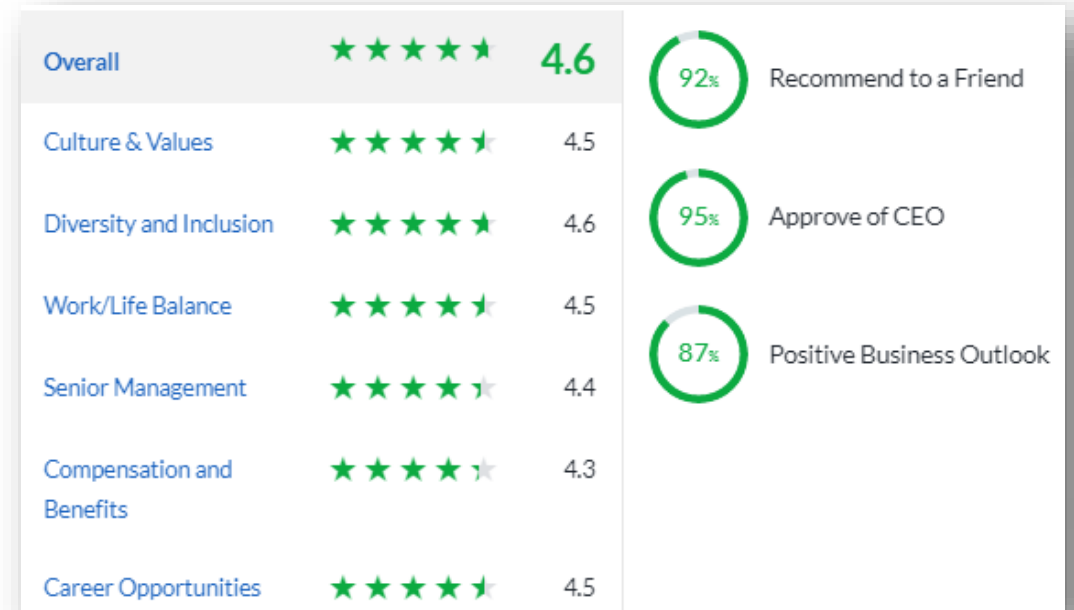 Overall 4.6
Culture & Values 4.5
Diversity and Inclusion 4.6
Work/Life Balance 4.5
Senior Management 4.4
Compensation and 4.3
Benefits
Career Opportunities 4.5
92% Recommend to a Friend
95% Approve of CEO
87% Positive Business Outlook